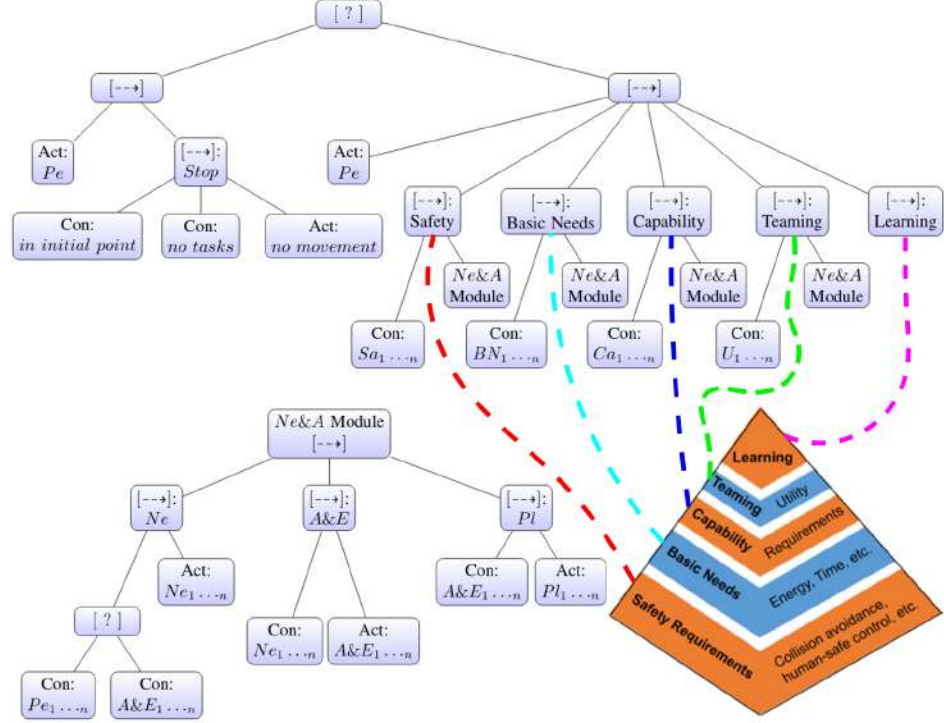 [ ? ]
[⇢]
[⇢]
Act:
Pe
[⇢]:
Stop
Act:
Pe
Con:
in initial point
Con:
no tasks
Act:
no movement
[⇢]:
Safety
[⇢]:
Basic Needs
[⇢]:
Capability
[⇢]:
Teaming
[⇢]:
Learning
Ne&A
Module
Ne&A
Module
Ne&A
Module
Ne&A
Module
Con:
Sa₁ …ₙ
Con:
BN₁ …ₙ
Con:
Ca₁ …ₙ
Con:
U₁ …ₙ
Ne&A Module
[⇢]
[⇢]:
Ne
[⇢]:
A&E
[⇢]:
Pl
Act:
Ne₁ …ₙ
[ ? ]
Con:
Pe₁ …ₙ
Con:
A&E₁ …ₙ
Con:
Ne₁ …ₙ
Act:
A&E₁ …ₙ
Con:
A&E₁ …ₙ
Act:
Pl₁ …ₙ
Learning
Teaming
Utility
Capability
Requirements
Basic Needs
Energy, Time, etc.
Safety Requirements
Collision avoidance,
human-safe control, etc.